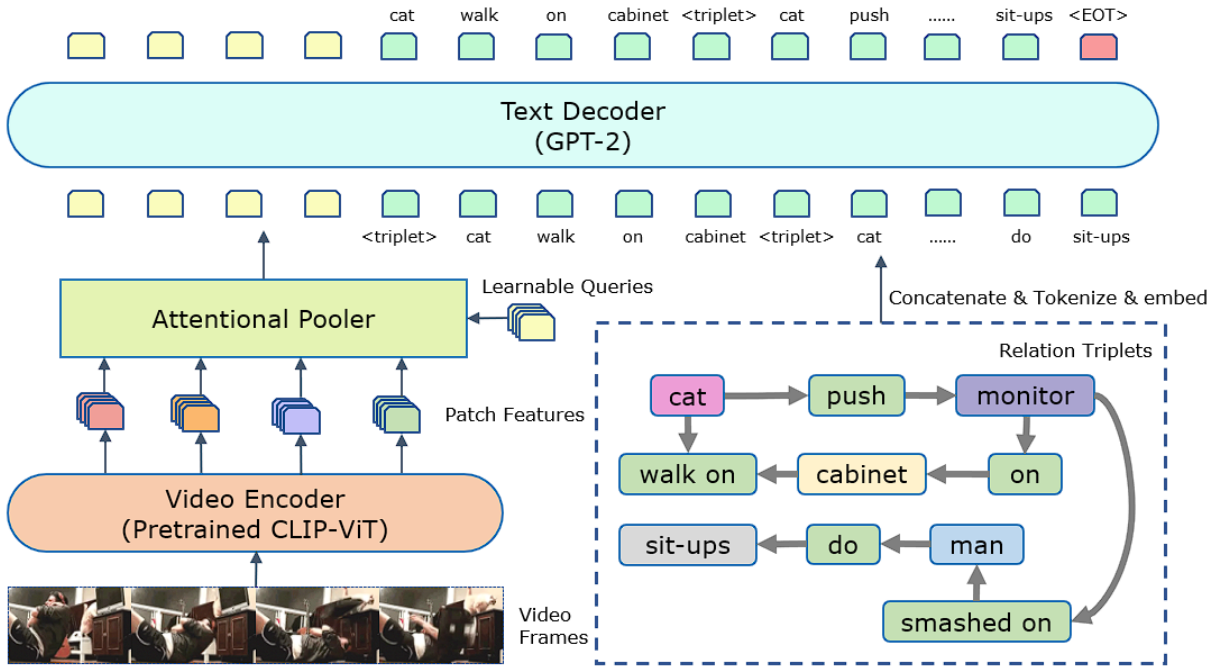 cat walk on cabinet <triplet> cat push ...... sit-ups <EOT>
Text Decoder
(GPT-2)
<triplet> cat walk on cabinet <triplet> cat ...... do sit-ups
Learnable Queries
Attentional Pooler
Concatenate & Tokenize & embed
Patch Features
Video Encoder
(Pretrained CLIP-ViT)
Video
Frames
Relation Triplets
cat push monitor
walk on cabinet on
sit-ups do man
smashed on